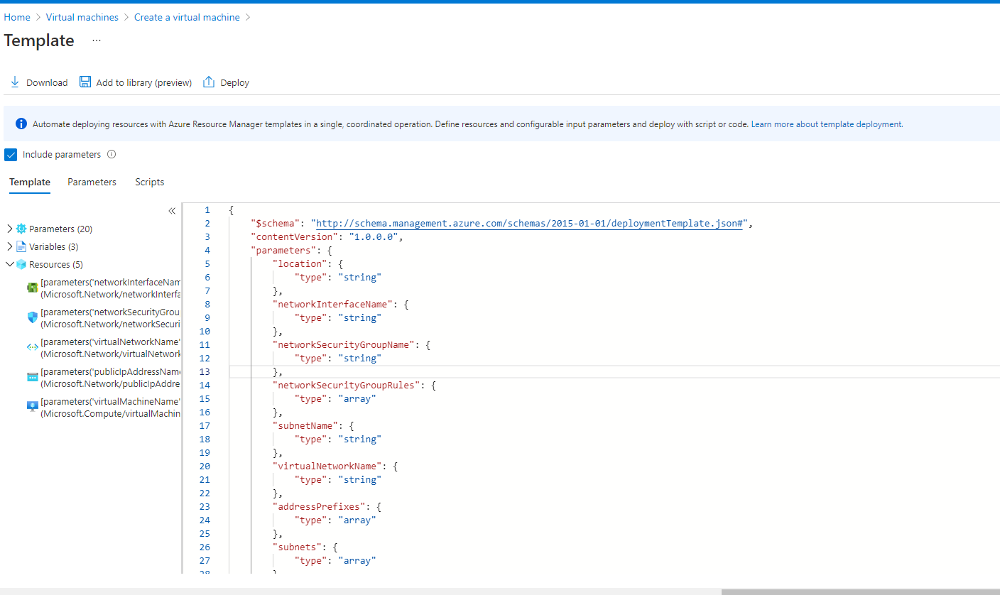 Home > Virtual machines > Create a virtual machine >
Template ...
Download Add to library (preview) Deploy
Automate deploying resources with Azure Resource Manager templates in a single, coordinated operation. Define resources and configurable input parameters and deploy with script or code. Learn more about template deployment.
Include parameters
Template Parameters Scripts
«
Parameters (20)
Variables (3)
Resources (5)
[parameters('networkInterfaceNam
(Microsoft.Network/networkInterfa
[parameters('networkSecurityGrou
(Microsoft.Network/networkSecuri
[parameters('virtualNetworkName'
(Microsoft.Network/virtualNetwork
[parameters('publicIpAddressName
(Microsoft.Network/publicIpAddre
[parameters('virtualMachineName'
(Microsoft.Compute/virtualMachin
1 {
2 "$schema": "http://schema.management.azure.com/schemas/2015-01-01/deploymentTemplate.json#",
3 "contentVersion": "1.0.0.0",
4 "parameters": {
5 "location": {
6 "type": "string"
7 },
8 "networkInterfaceName": {
9 "type": "string"
10 },
11 "networkSecurityGroupName": {
12 "type": "string"
13 },
14 "networkSecurityGroupRules": {
15 "type": "array"
16 },
17 "subnetName": {
18 "type": "string"
19 },
20 "virtualNetworkName": {
21 "type": "string"
22 },
23 "addressPrefixes": {
24 "type": "array"
25 },
26 "subnets": {
27 "type": "array"